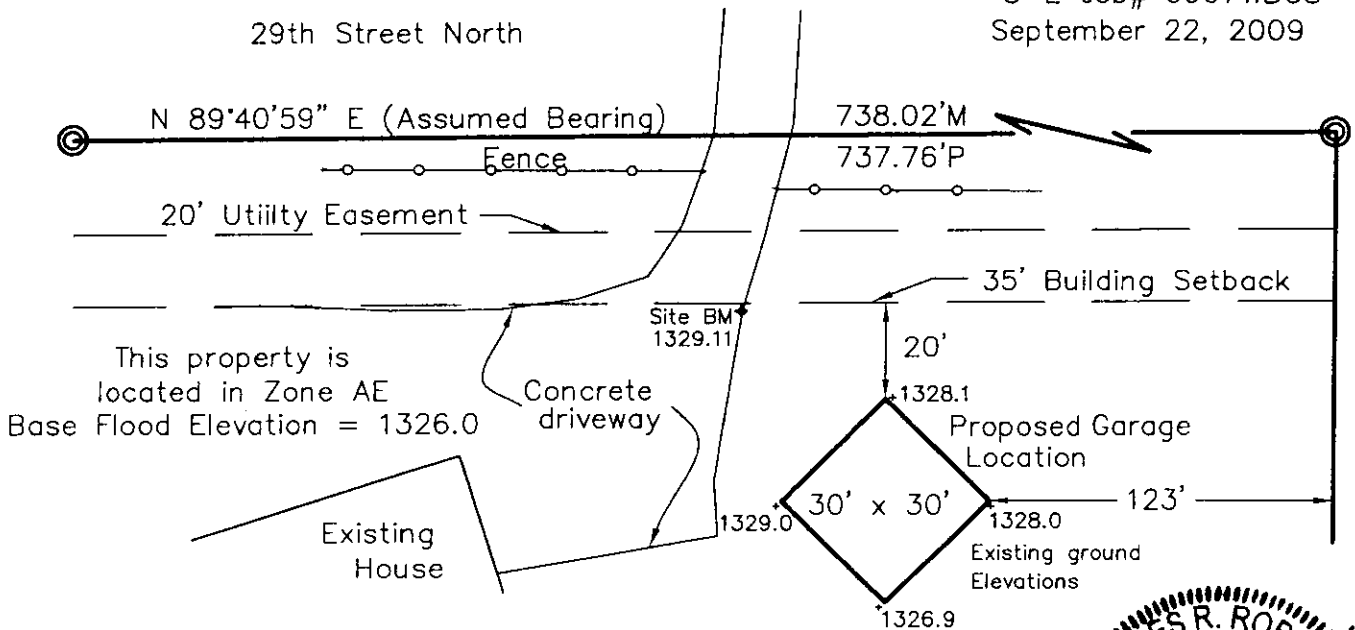 September 22, 2009
29th Street North
N 89°40'59" E (Assumed Bearing)
738.02'M
737.76'P
Fence
20' Utiilty Easement
35' Building Setback
Site BM
1329.11
20'
This property is
located in Zone AE
Base Flood Elevation = 1326.0
Concrete
driveway
1328.1
Proposed Garage
Location
30' x 30'
123'
1329.0
1328.0
Existing
House
Existing ground
Elevations
1326.9
R.